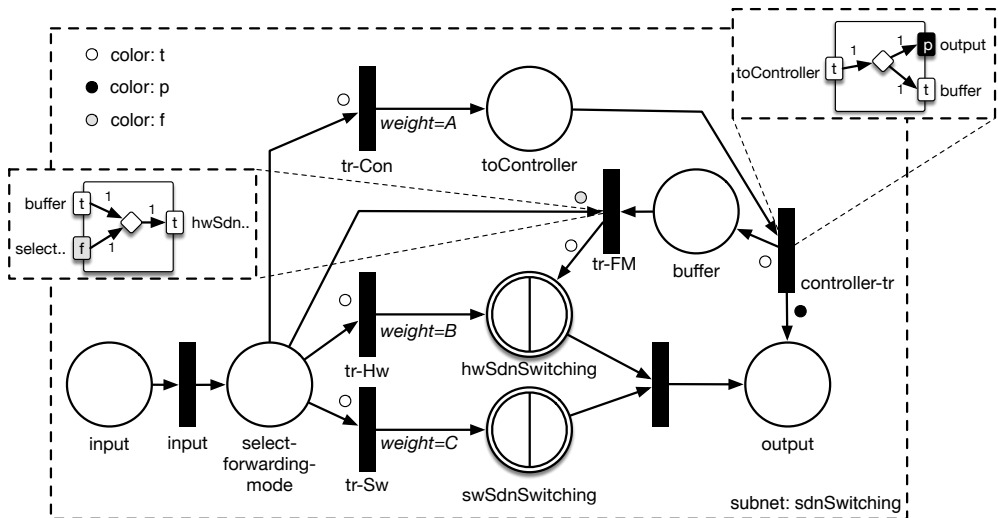 color: t
color: p
color: f
tr-Con
weight=A
toController
toController
t
1
1
p
output
1
t
buffer
buffer
t
1
1
t
hwSdn..
select..
f
1
tr-FM
buffer
controller-tr
tr-Hw
weight=B
hwSdnSwitching
input
input
select-
forwarding-
mode
tr-Sw
weight=C
swSdnSwitching
output
subnet: sdnSwitching